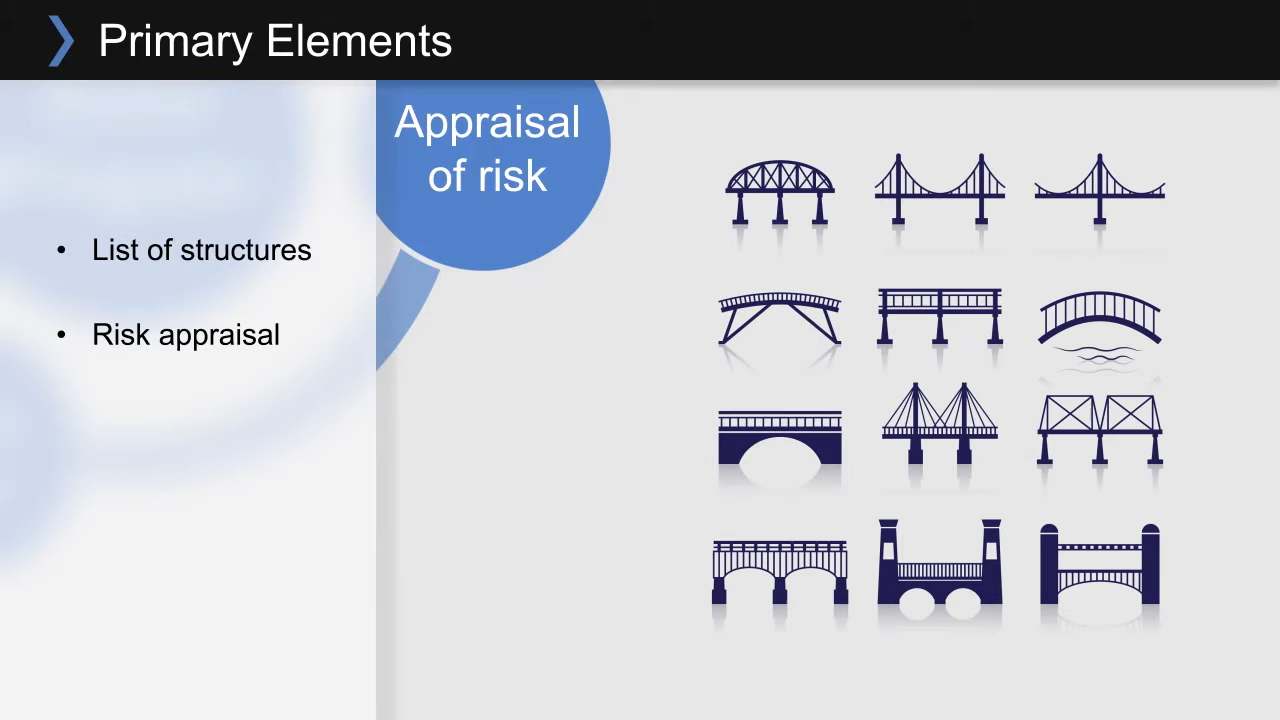 Primary Elements
Appraisal
of risk
• List of structures
• Risk appraisal